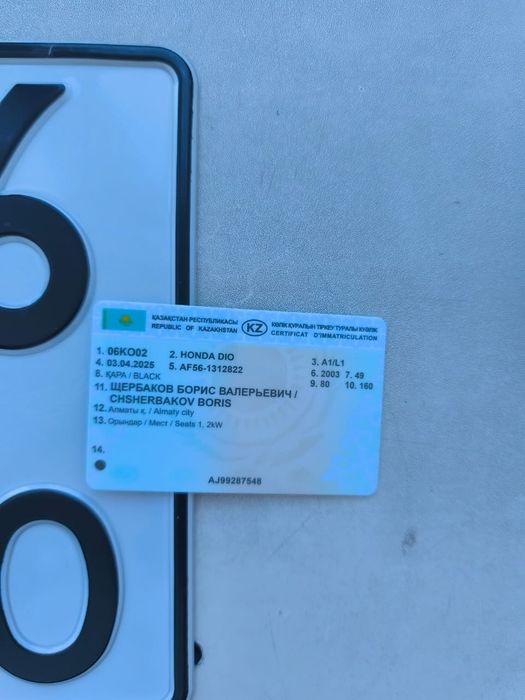 6
0
ҚАЗАҚСТАН РЕСПУБЛИКАСЫ
REPUBLIC OF KAZAKHSTAN
KZ
КӨЛІК ҚҰРАЛЫН ТІРКЕУ ТУРАЛЫ КУӘЛІК
CERTIFICAT D'IMMATRICULATION
1. 06KO02 2. HONDA DIO 3. A1/L1
4. 03.04.2025 5. AF56-1312822 6. 2003 7. 49
8. ҚАРА / BLACK 9. 80 10. 160
11. ЩЕРБАКОВ БОРИС ВАЛЕРЬЕВИЧ /
CHSHERBAKOV BORIS
12. Алматы қ. / Almaty city
13. Орындар / Мест / Seats 1, 2kW
14.
AJ99287548